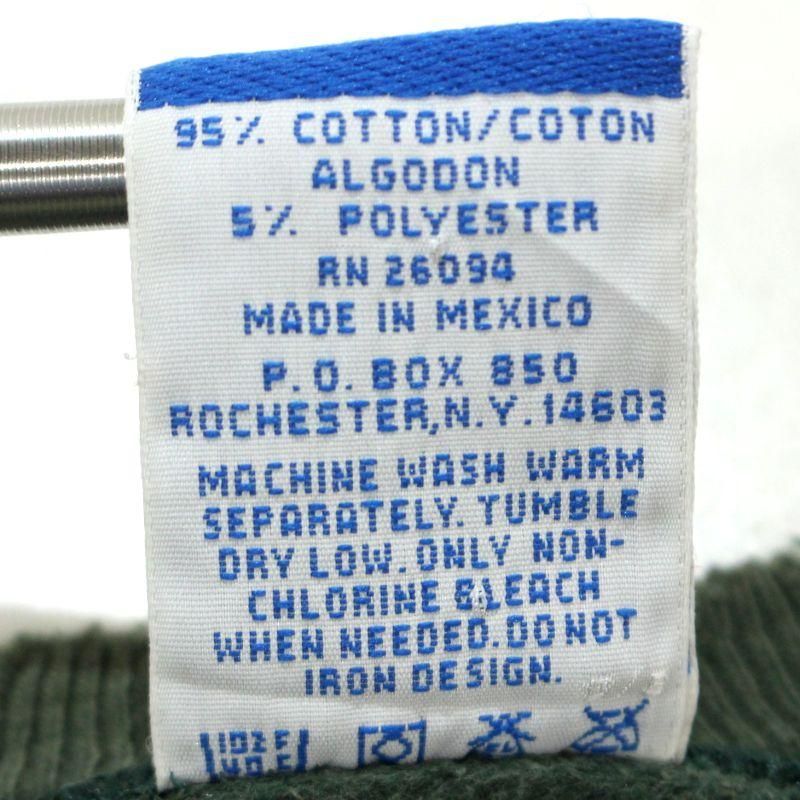 95% COTTON/COTON
ALGODON
5% POLYESTER
RN 26094
MADE IN MEXICO
P.O. BOX 850
ROCHESTER, N.Y. 14603
MACHINE WASH WARM
SEPARATELY. TUMBLE
DRY LOW. ONLY NON-
CHLORINE BLEACH
WHEN NEEDED. DO NOT
IRON DESIGN.